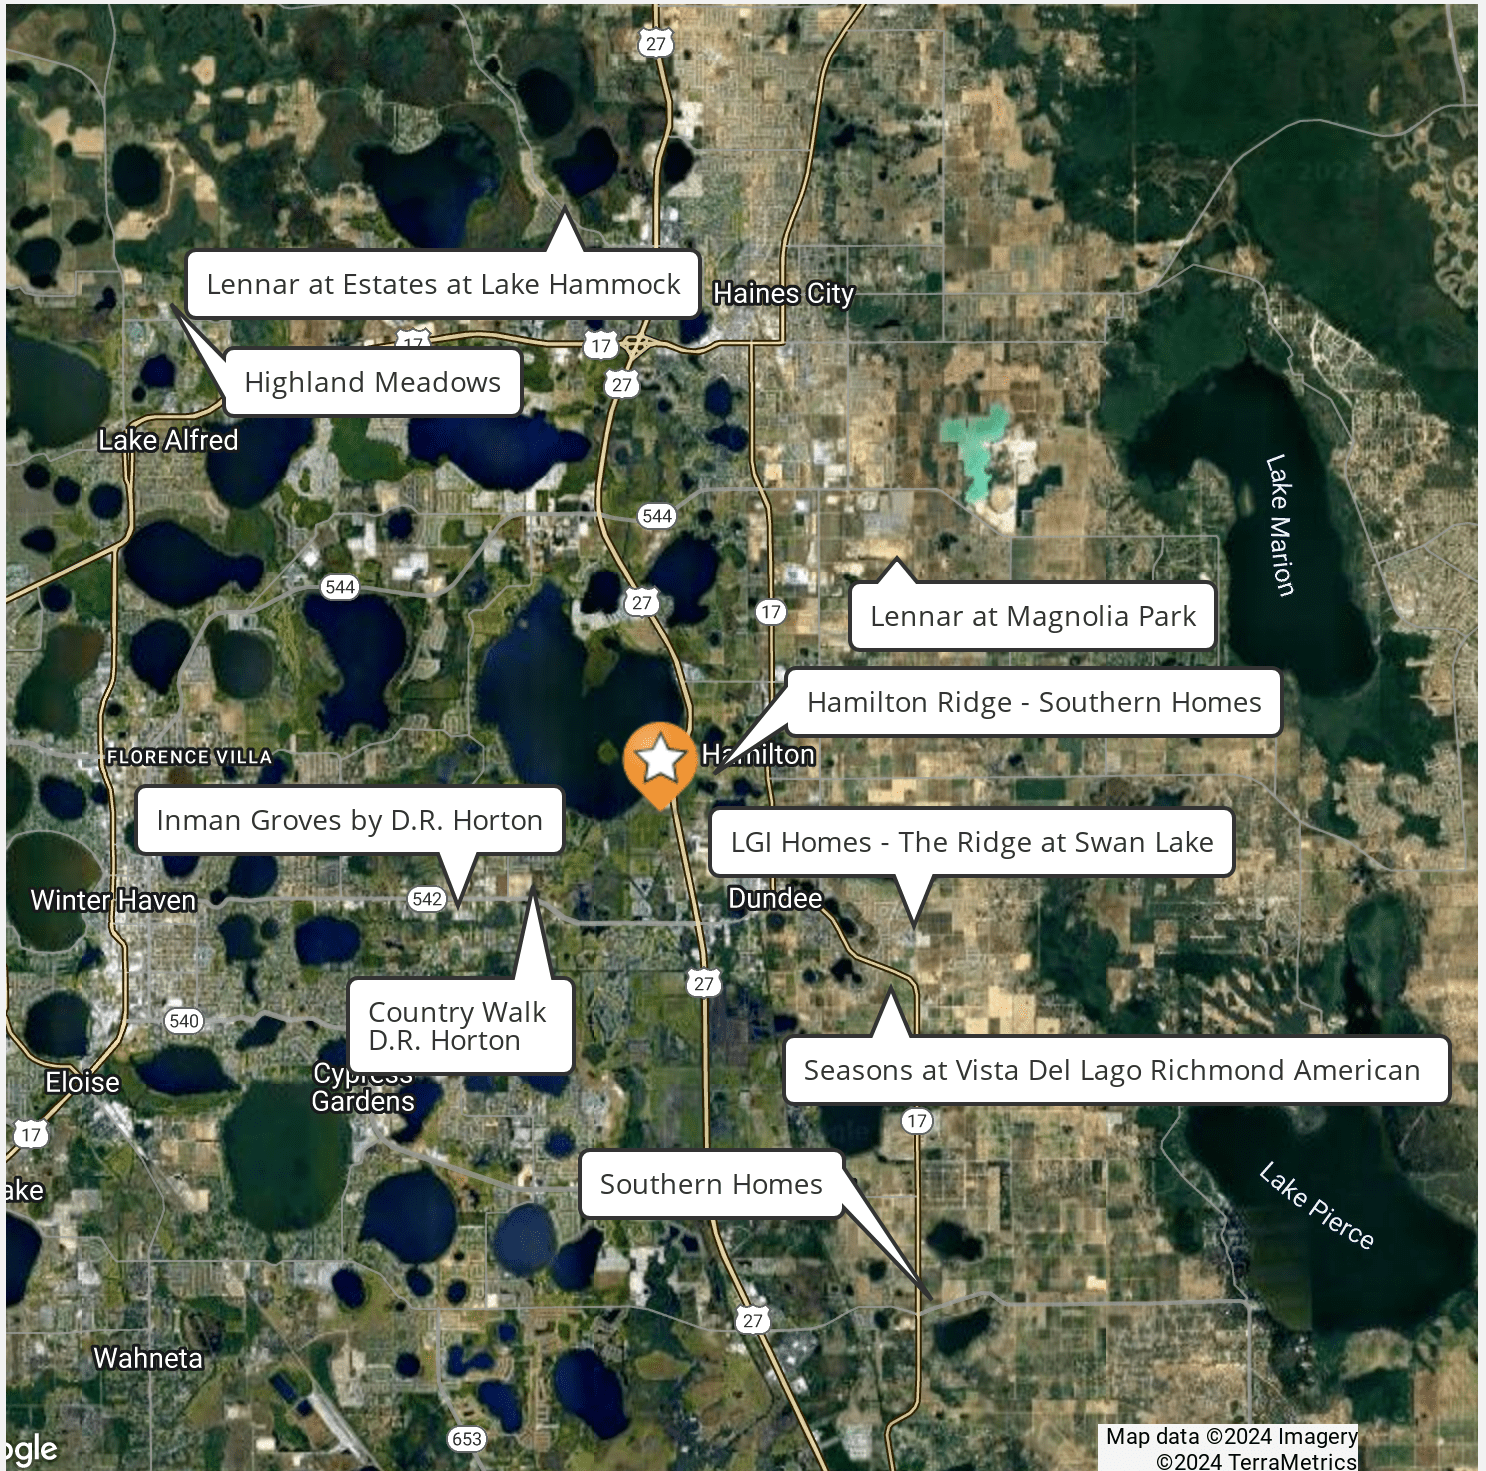 27
Lennar at Estates at Lake Hammock
Haines City
17
17
27
Highland Meadows
Lake Alfred
Lake Marion
544
544
27
17
Lennar at Magnolia Park
Hamilton Ridge - Southern Homes
Hamilton
FLORENCE VILLA
Inman Groves by D.R. Horton
LGI Homes - The Ridge at Swan Lake
Winter Haven
542
Dundee
27
Country Walk
D.R. Horton
540
Seasons at Vista Del Lago Richmond American
Eloise
Cypress
Gardens
17
17
Southern Homes
ake
Lake Pierce
27
Wahneta
653
ogle
Map data ©2024 Imagery
©2024 TerraMetrics